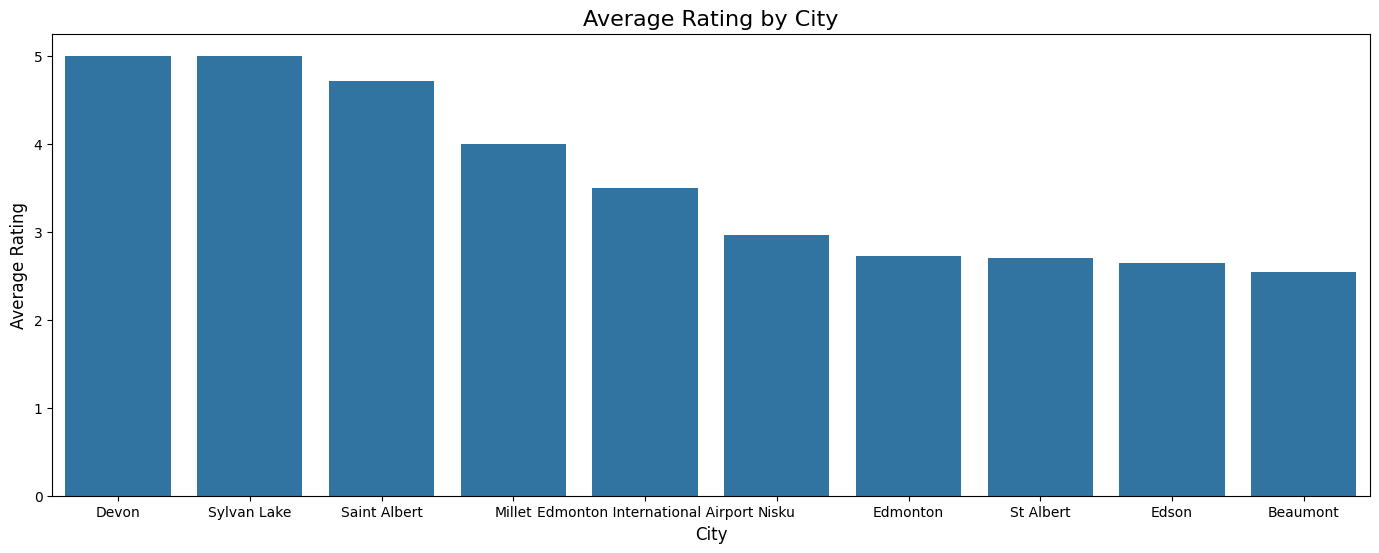 Average Rating by City
Average Rating
5
4
3
2
1
0
Devon Sylvan Lake Saint Albert Millet Edmonton International Airport Nisku Edmonton St Albert Edson Beaumont
City